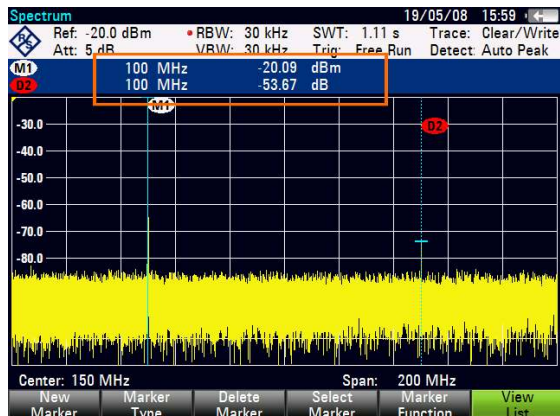 Spectrum 19/05/08 15:59
Ref: -20.0 dBm • RBW: 30 kHz SWT: 1.11 s Trace: Clear/Write
Att: 5 dB VBW: 30 kHz Trig: Free Run Detect: Auto Peak
M1 100 MHz -20.09 dBm
D2 100 MHz -53.67 dB
M1
D2
-30.0
-40.0
-50.0
-60.0
-70.0
-80.0
Center: 150 MHz Span: 200 MHz
New Marker Delete Select Marker View
Marker Type Marker Marker Function List